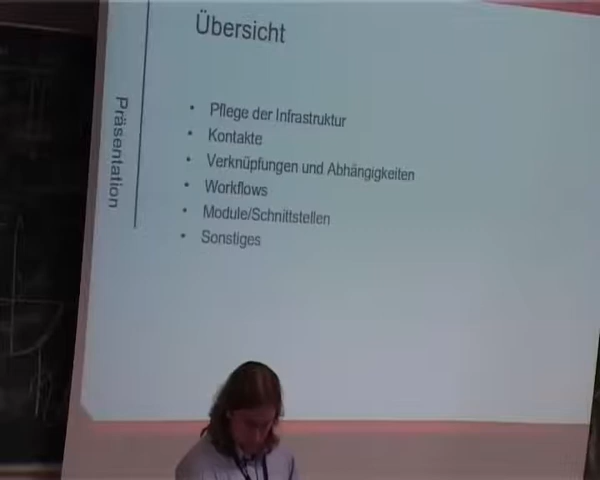 Übersicht
Präsentation
• Pflege der Infrastruktur
• Kontakte
• Verknüpfungen und Abhängigkeiten
• Workflows
• Module/Schnittstellen
• Sonstiges